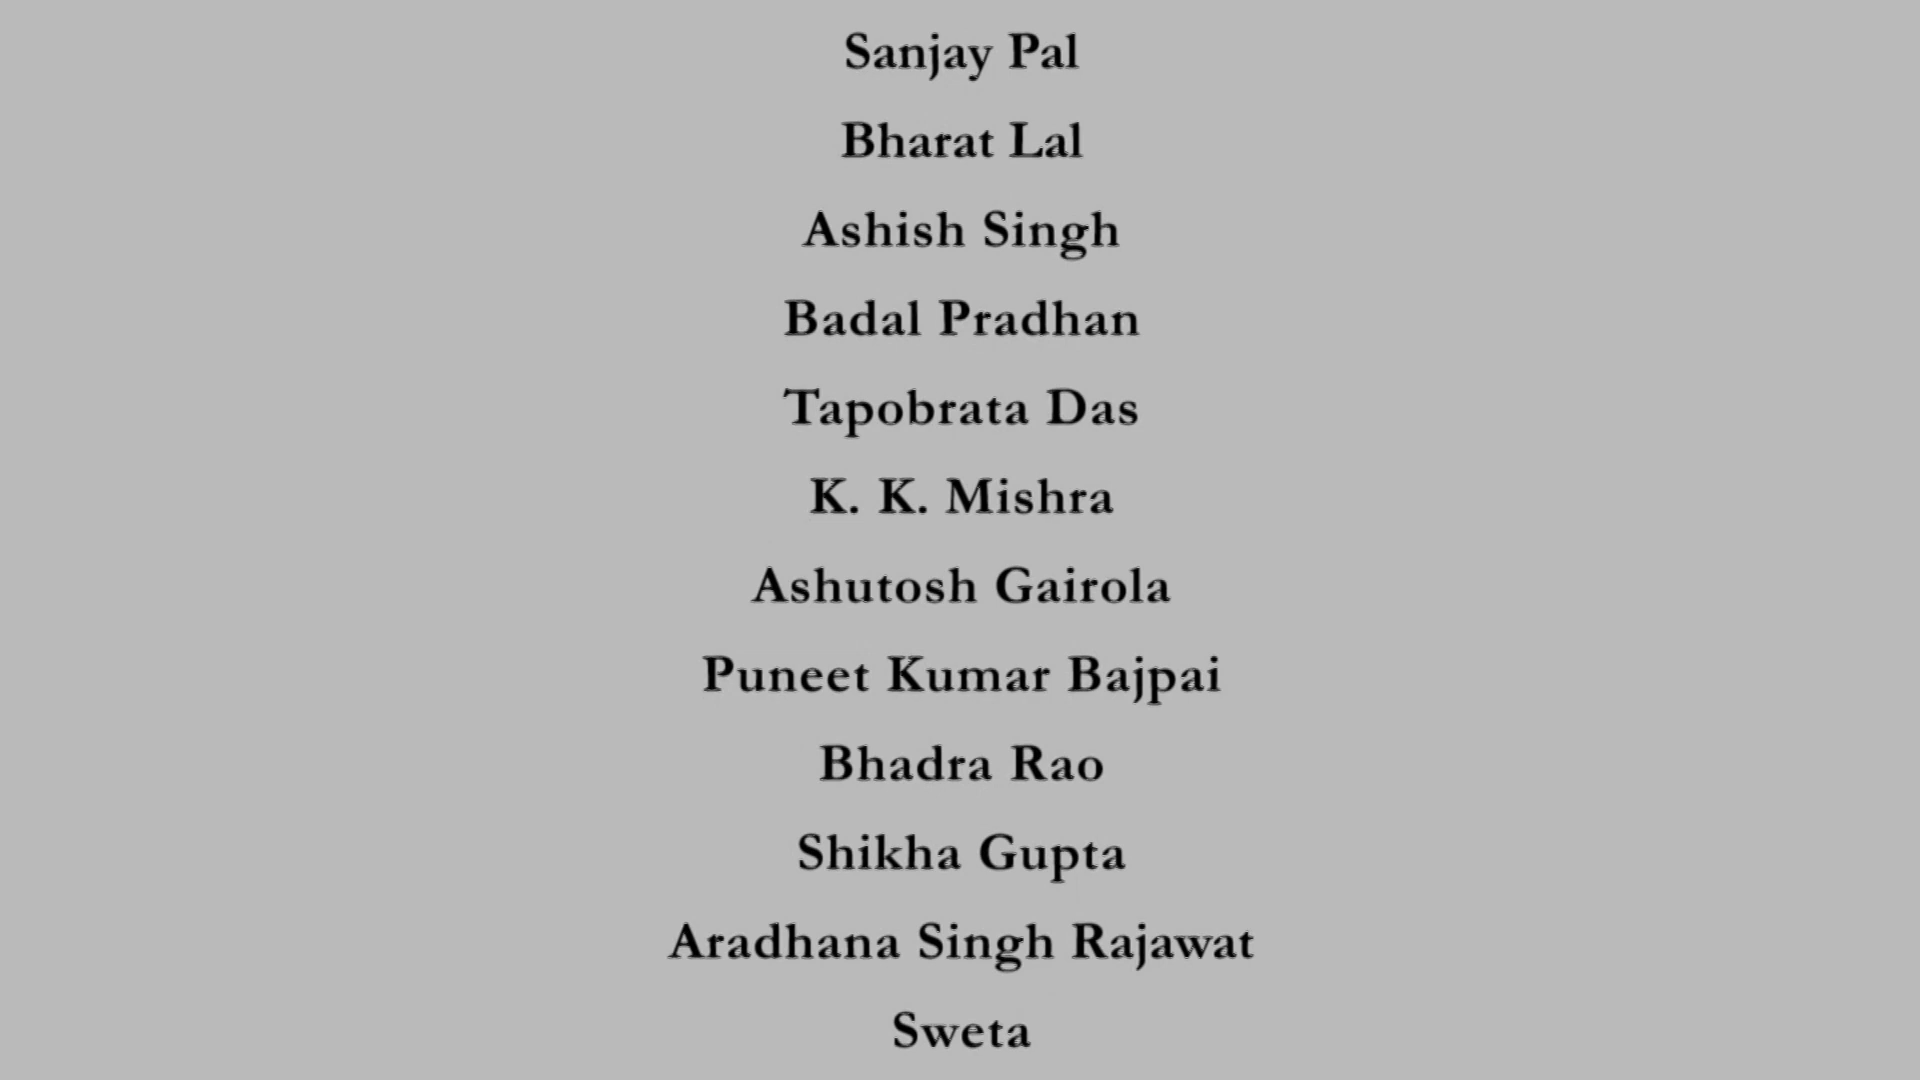 Sanjay Pal
Bharat Lal
Ashish Singh
Badal Pradhan
Tapobrata Das
K. K. Mishra
Ashutosh Gairola
Puneet Kumar Bajpai
Bhadra Rao
Shikha Gupta
Aradhana Singh Rajawat
Sweta